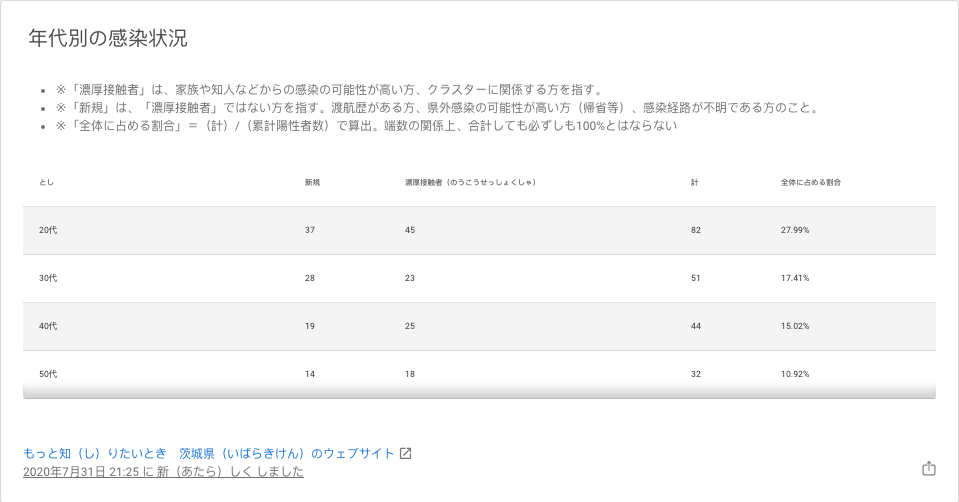 年代別の感染状況
※「濃厚接触者」は、家族や知人などからの感染の可能性が高い方、クラスターに関係する方を指す。
※「新規」は、「濃厚接触者」ではない方を指す。渡航歴がある方、県外感染の可能性が高い方（帰省等）、感染経路が不明である方のこと。
※「全体に占める割合」＝（計）/（累計陽性者数）で算出。端数の関係上、合計しても必ずしも100%とはならない
とし 新規 濃厚接触者（のうこうせっしょくしゃ） 計 全体に占める割合
20代 37 45 82 27.99%
30代 28 23 51 17.41%
40代 19 25 44 15.02%
50代 14 18 32 10.92%
もっと知（し）りたいとき　茨城県（いばらきけん）のウェブサイト
2020年7月31日 21:25 に 新（あたら）しく しました